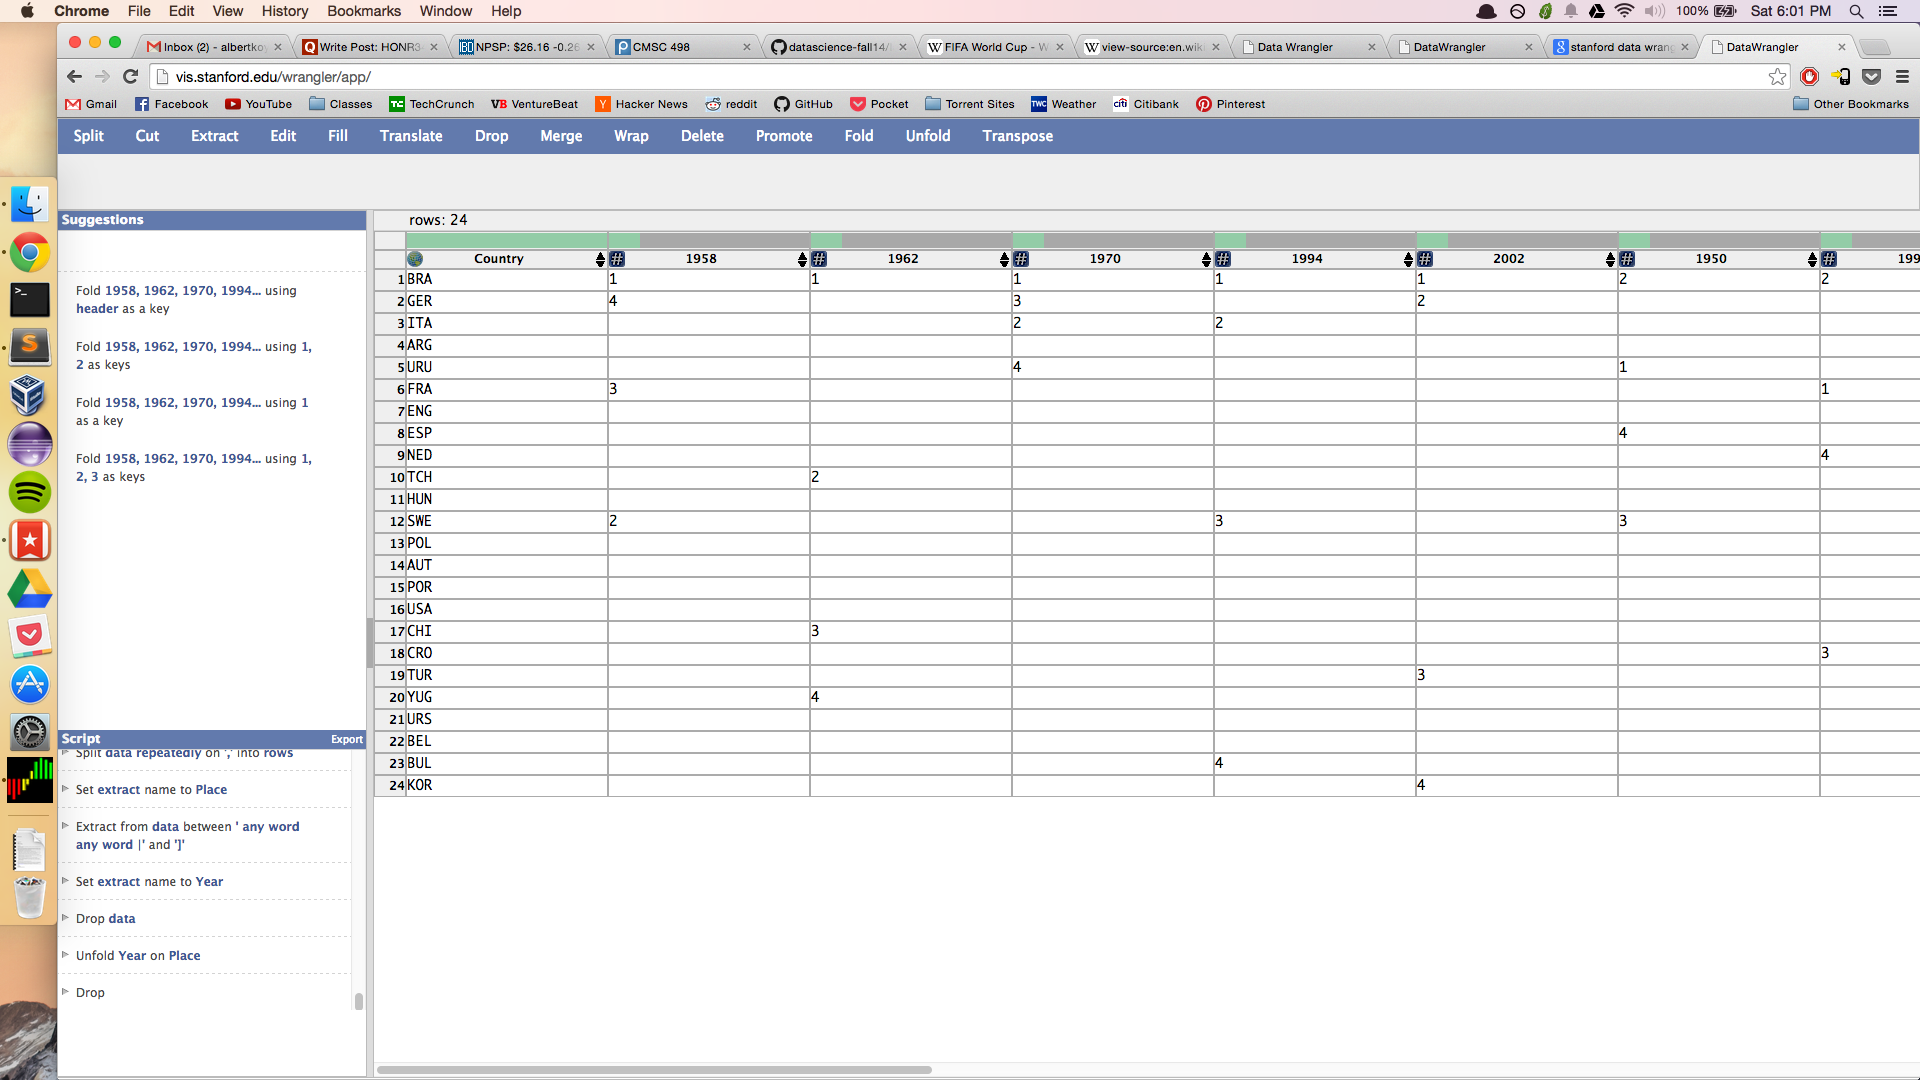 Chrome File Edit View History Bookmarks Window Help 100% Sat 6:01 PM
Inbox (2) - albertko
Write Post: HONR3
NPSP: $26.16 -0.26
CMSC 498
datascience-fall14/
FIFA World Cup - W
view-source:en.wik
Data Wrangler
DataWrangler
stanford data wrang
DataWrangler
vis.stanford.edu/wrangler/app/
Gmail Facebook YouTube Classes TechCrunch VentureBeat Hacker News reddit GitHub Pocket Torrent Sites Weather Citibank Pinterest Other Bookmarks
Split Cut Extract Edit Fill Translate Drop Merge Wrap Delete Promote Fold Unfold Transpose
Suggestions
Fold 1958, 1962, 1970, 1994... using
header as a key
Fold 1958, 1962, 1970, 1994... using 1,
2 as keys
Fold 1958, 1962, 1970, 1994... using 1
as a key
Fold 1958, 1962, 1970, 1994... using 1,
2, 3 as keys
Script Export
Split data repeatedly on ',' into rows
Set extract name to Place
Extract from data between ' any word
any word |' and ']'
Set extract name to Year
Drop data
Unfold Year on Place
Drop
rows: 24
Country # 1958 # 1962 # 1970 # 1994 # 2002 # 1950 # 199
1 BRA 1 1 1 1 1 2 2
2 GER 4 3 2
3 ITA 2 2
4 ARG
5 URU 4 1
6 FRA 3 1
7 ENG
8 ESP 4
9 NED 4
10 TCH 2
11 HUN
12 SWE 2 3 3
13 POL
14 AUT
15 POR
16 USA
17 CHI 3
18 CRO 3
19 TUR 3
20 YUG 4
21 URS
22 BEL
23 BUL 4
24 KOR 4